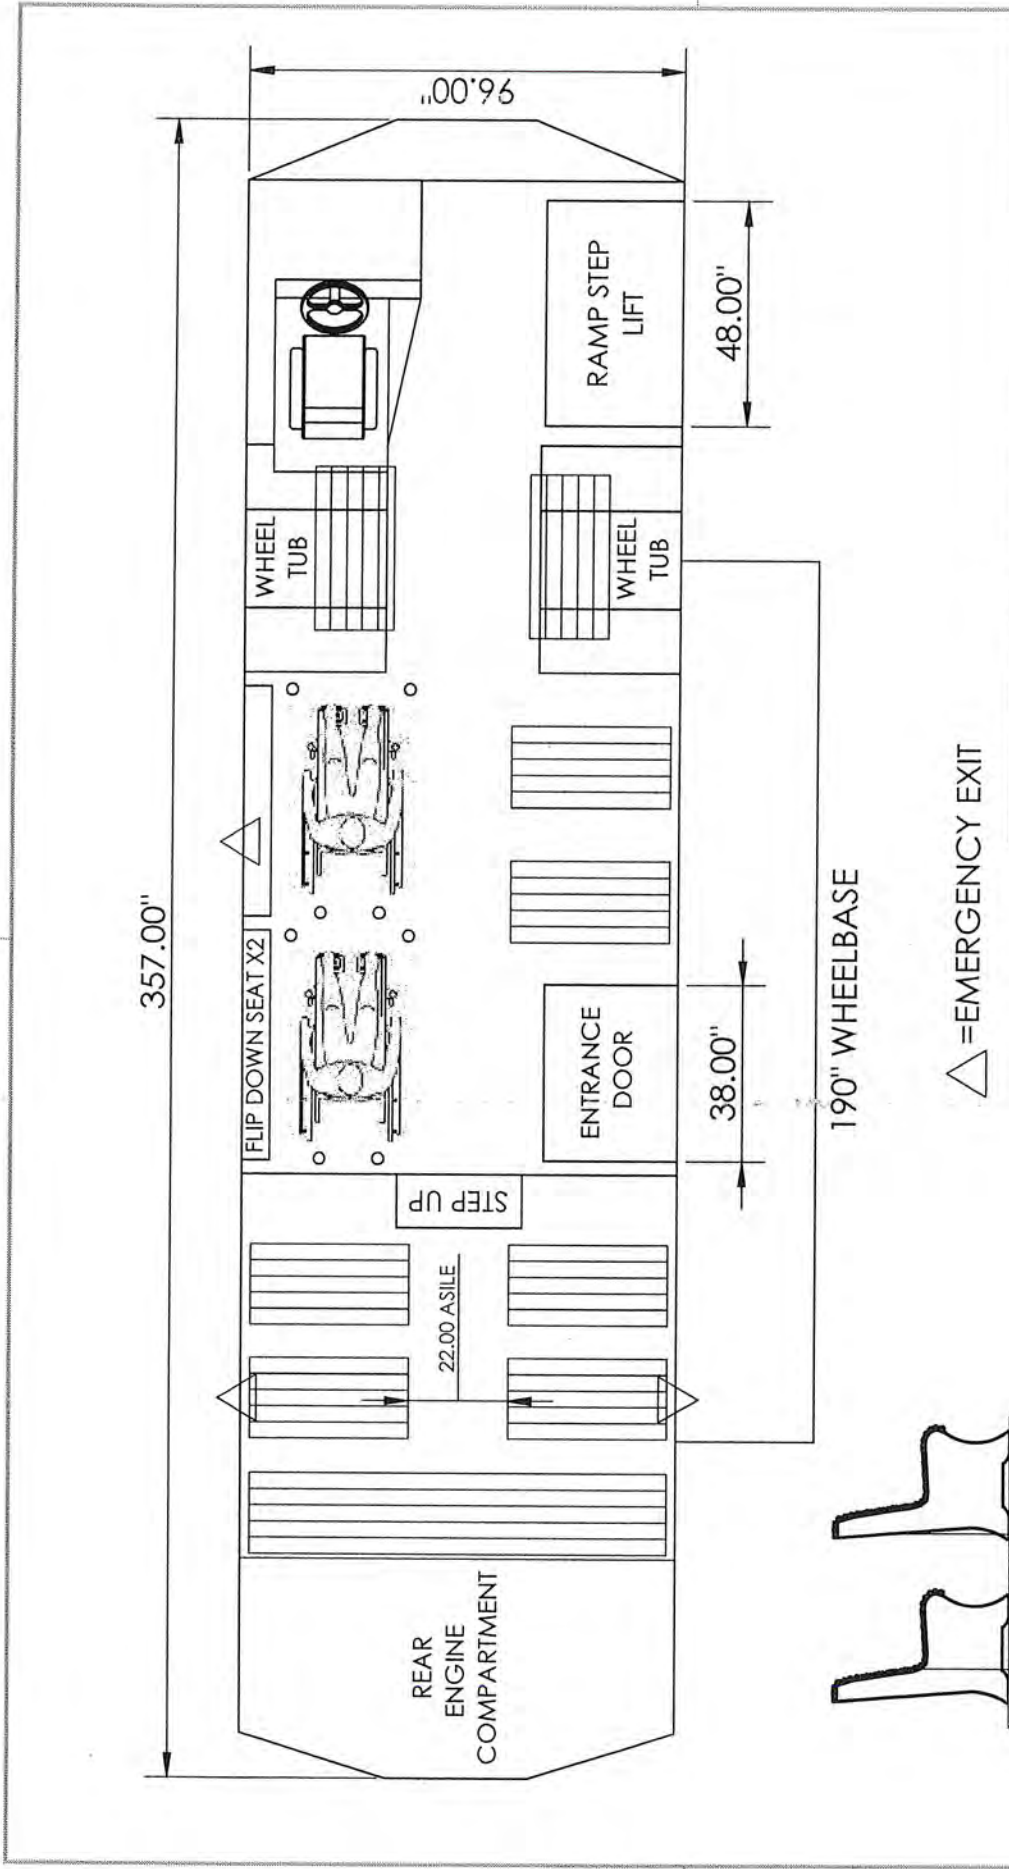 357.00"
96.00"
WHEEL
TUB
FLIP DOWN SEAT X2
STEP UP
22.00 ASILE
REAR
ENGINE
COMPARTMENT
ENTRANCE
DOOR
WHEEL
TUB
RAMP STEP
LIFT
38.00"
48.00"
190" WHEELBASE
=EMERGENCY EXIT